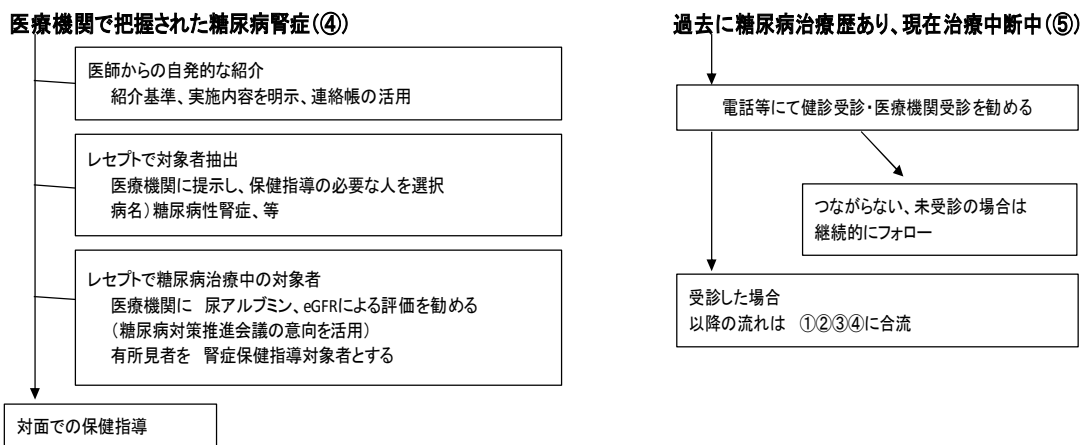 医療機関で把握された糖尿病腎症(④)
医師からの自発的な紹介
紹介基準、実施内容を明示、連絡帳の活用
レセプトで対象者抽出
医療機関に提示し、保健指導の必要な人を選択
病名)糖尿病性腎症、等
レセプトで糖尿病治療中の対象者
医療機関に 尿アルブミン、eGFRによる評価を勧める
(糖尿病対策推進会議の意向を活用)
有所見者を 腎症保健指導対象者とする
対面での保健指導
過去に糖尿病治療歴あり、現在治療中断中(⑤)
電話等にて健診受診・医療機関受診を勧める
つながらない、未受診の場合は
継続的にフォロー
受診した場合
以降の流れは ①②③④に合流